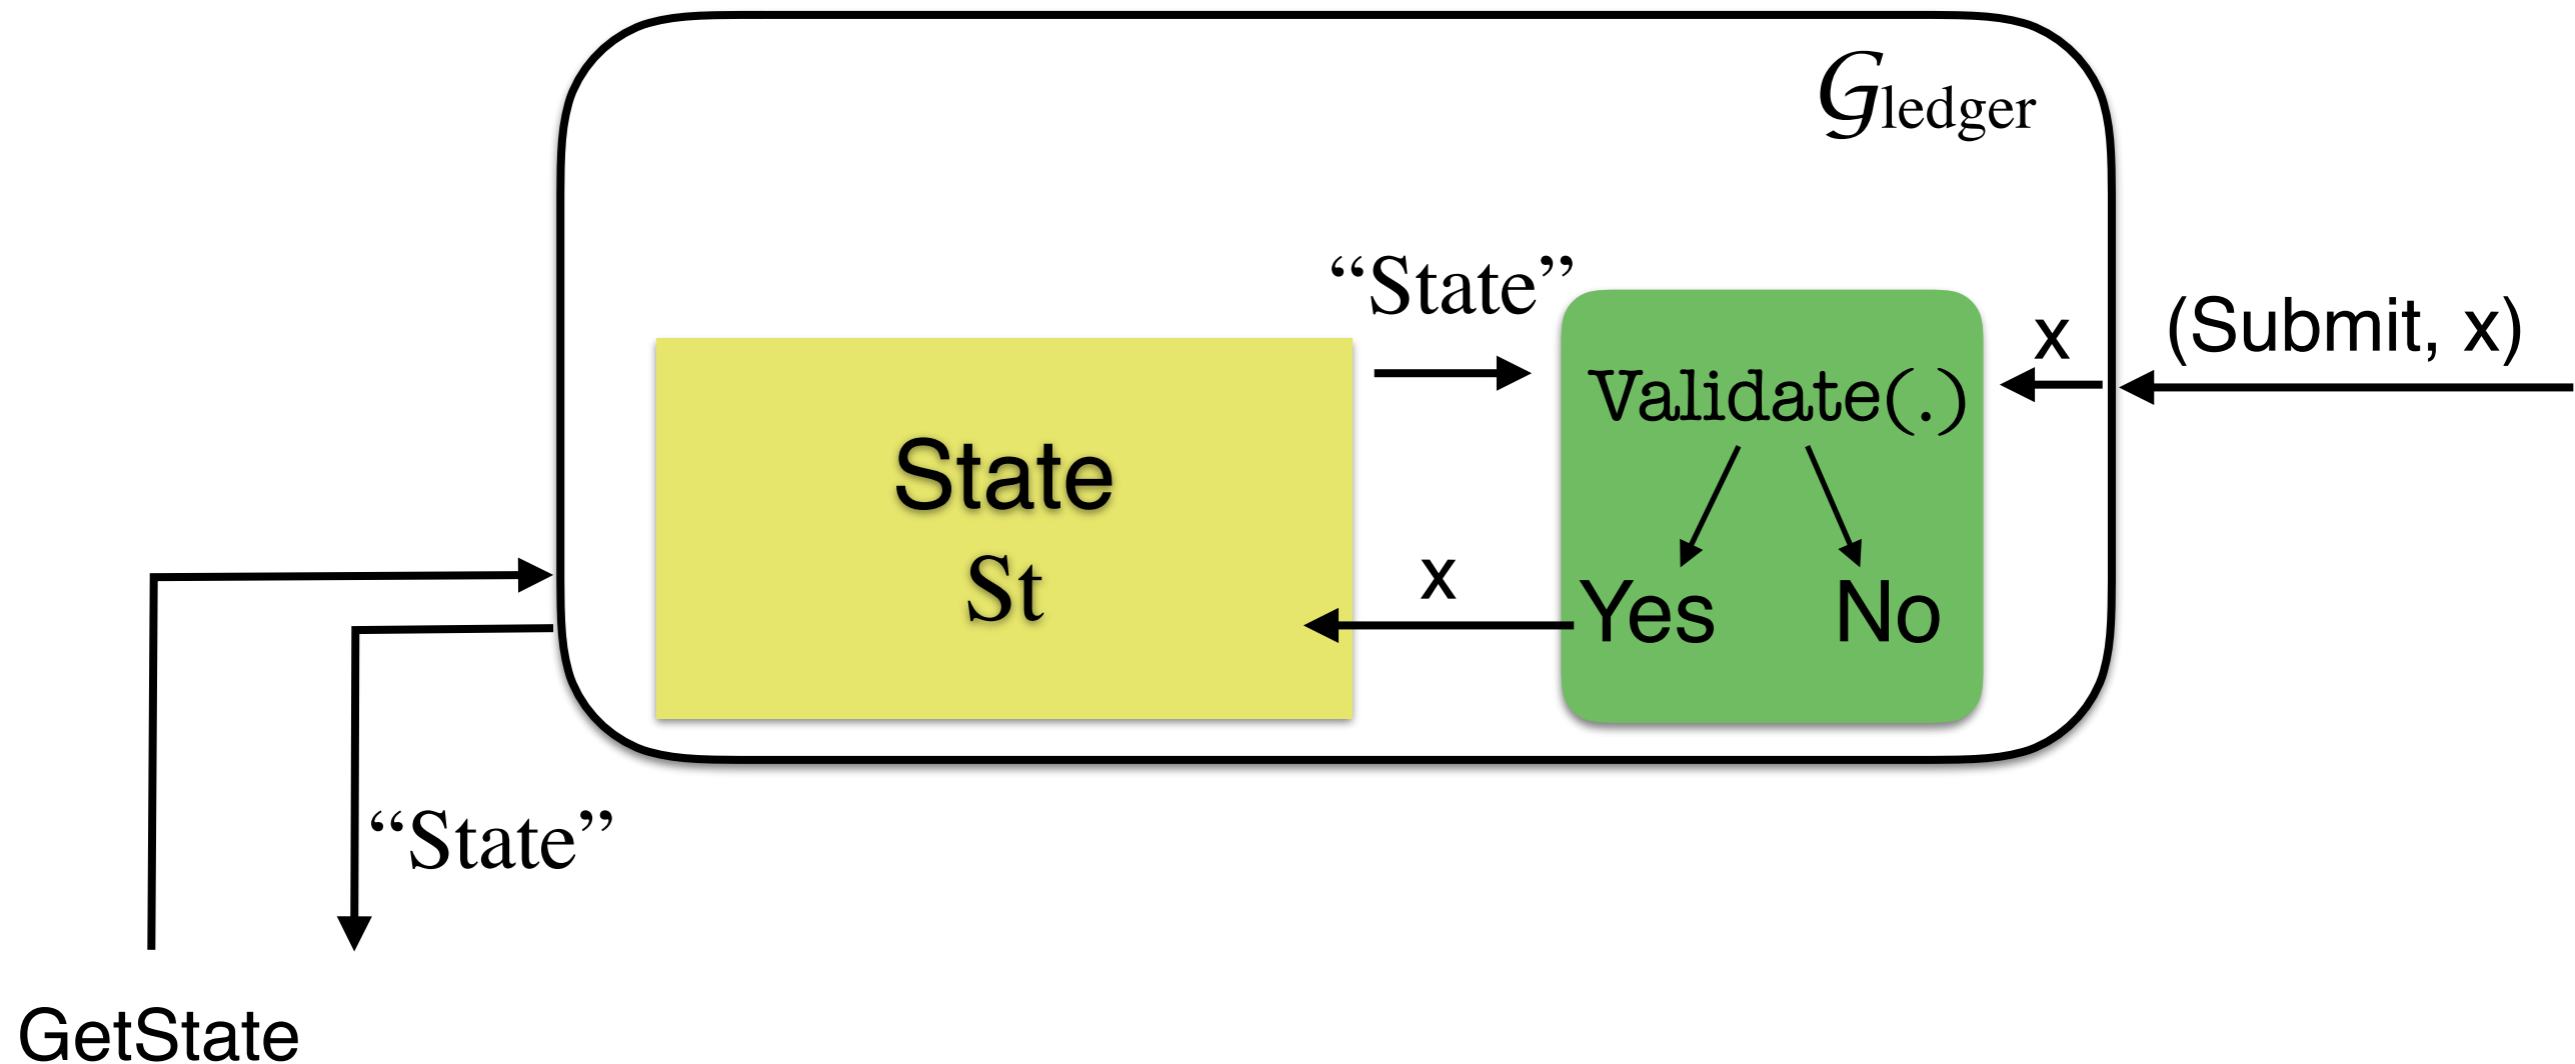 𝒢ledger
“State”
x
(Submit, x)
Validate(.)
State
St
x
Yes No
“State”
GetState